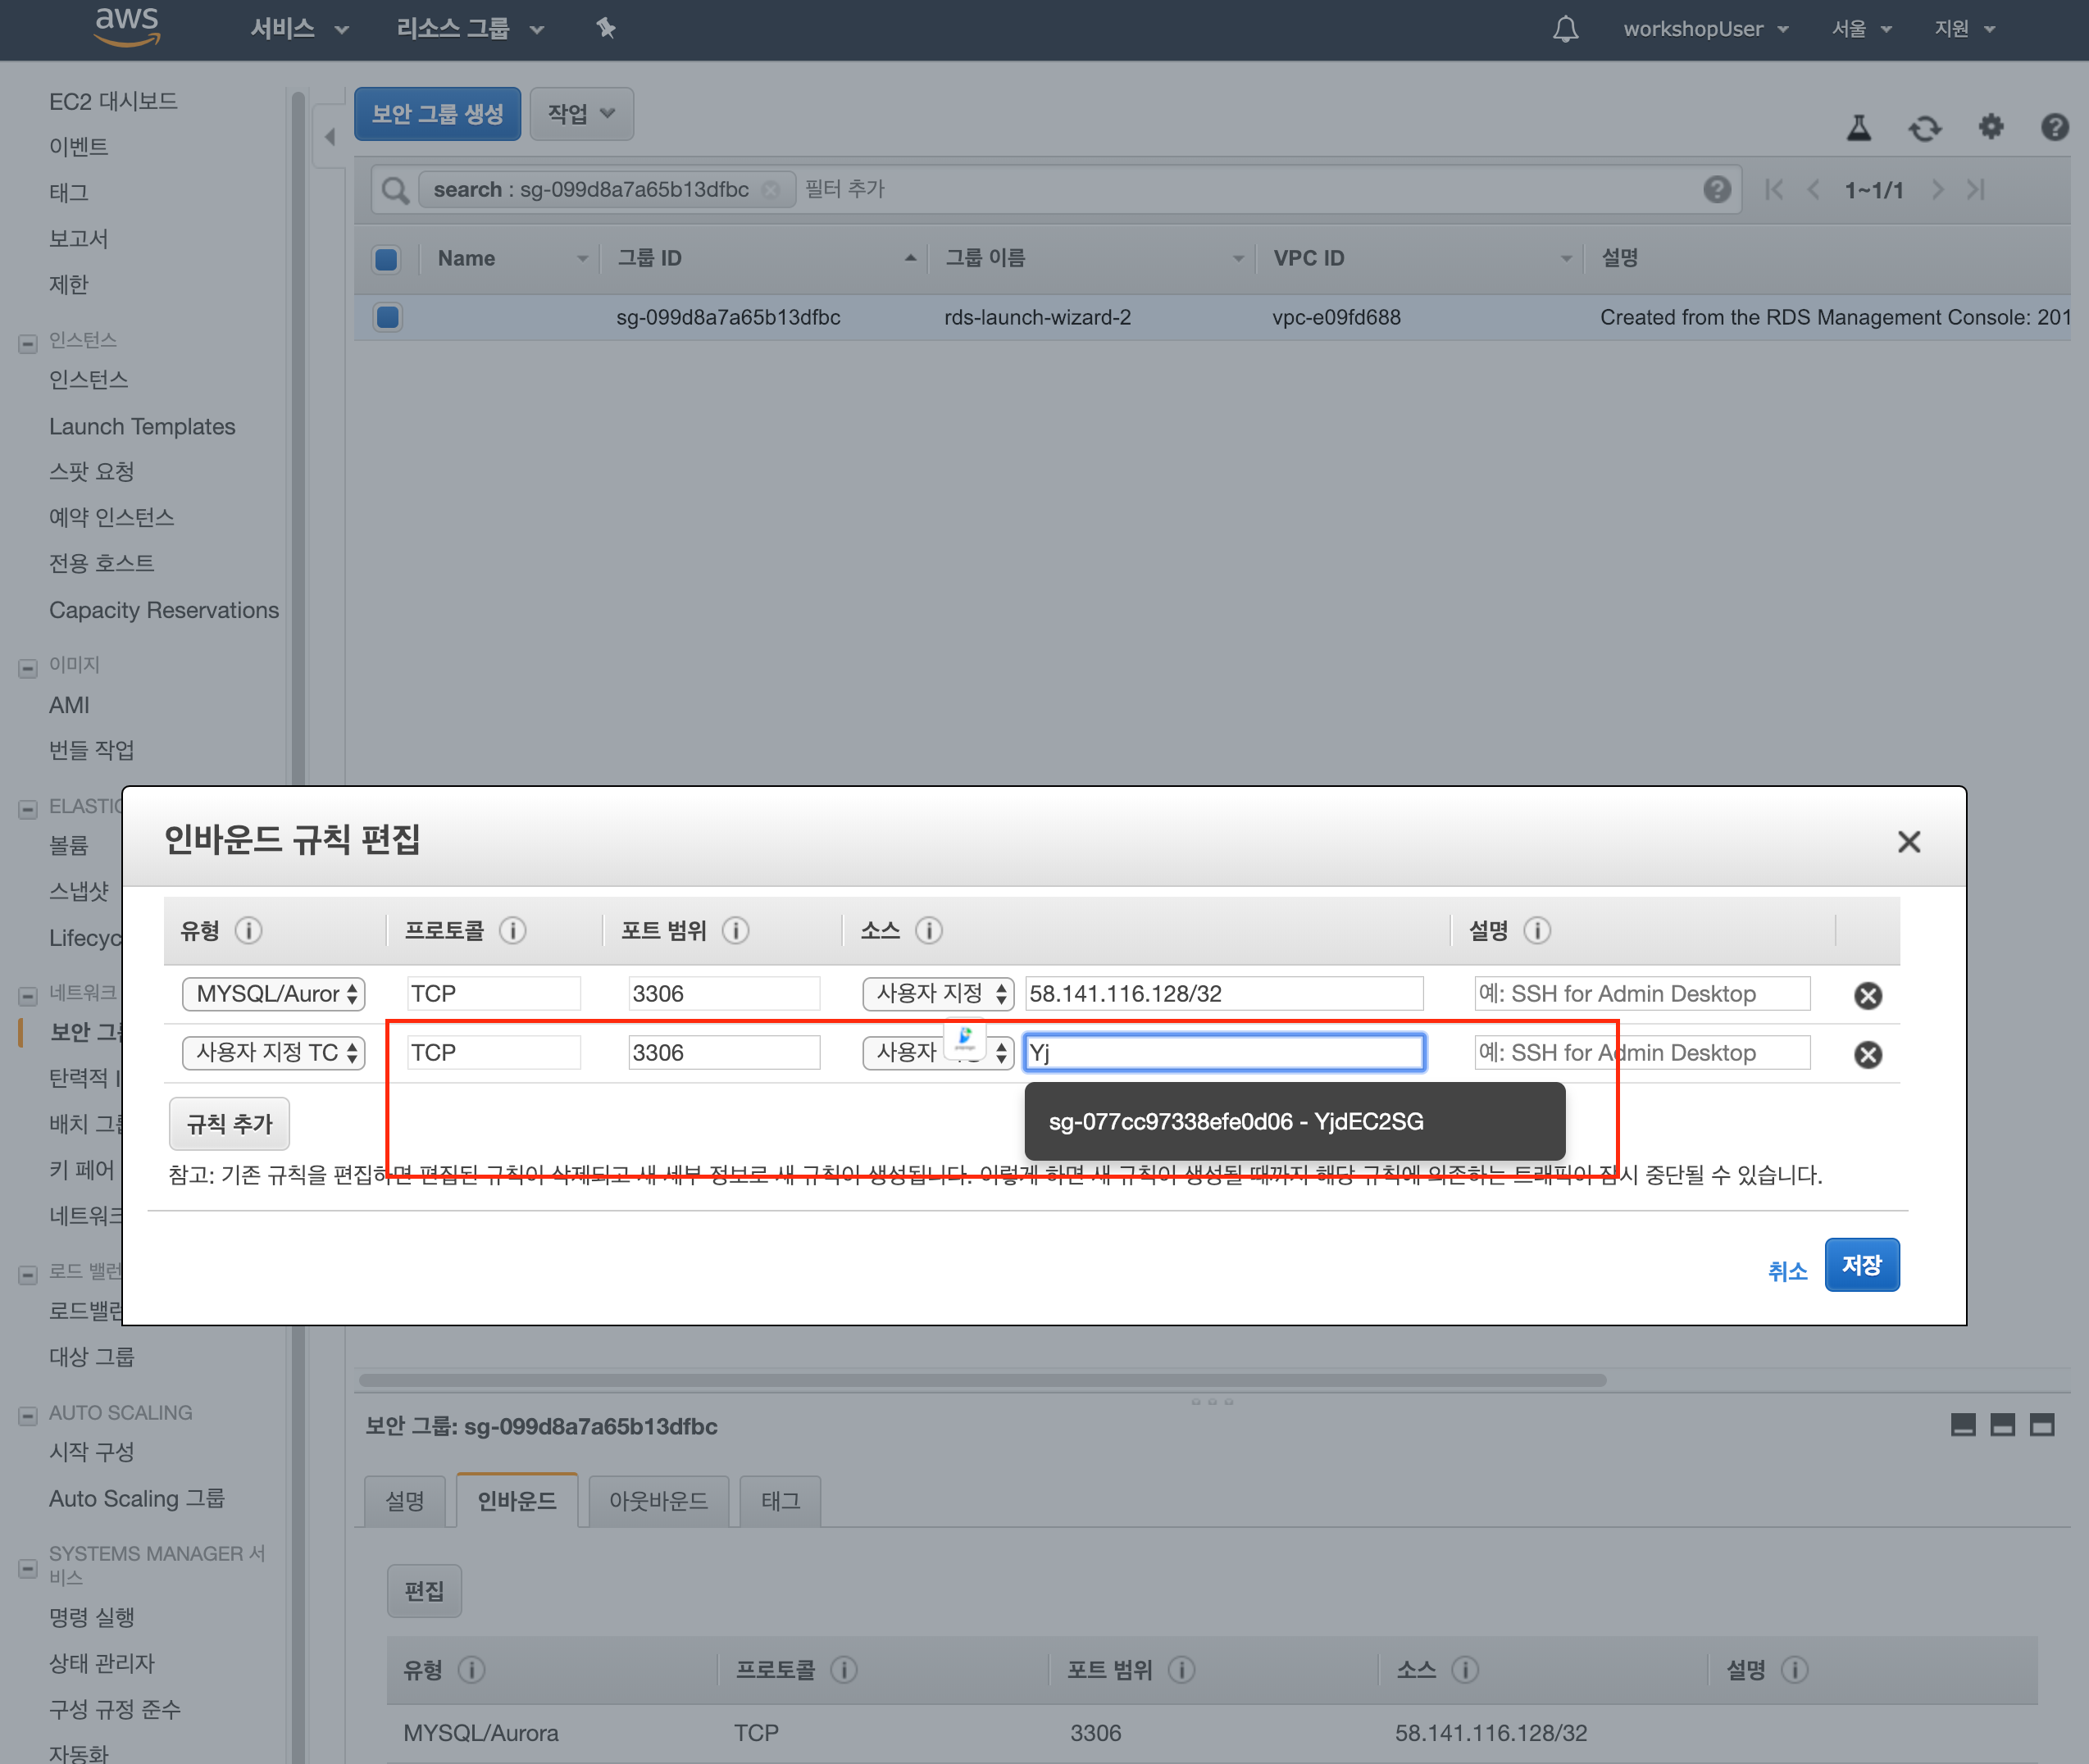 aws 서비스 리소스 그룹 workshopUser 서울 지원
EC2 대시보드
이벤트
태그
보고서
제한
인스턴스
인스턴스
Launch Templates
스팟 요청
예약 인스턴스
전용 호스트
Capacity Reservations
이미지
AMI
번들 작업
ELASTIC
볼륨
스냅샷
Lifecyc
네트워크
보안 그
탄력적 I
배치 그
키 페어
네트워크
로드 밸런
로드밸런
대상 그룹
AUTO SCALING
시작 구성
Auto Scaling 그룹
SYSTEMS MANAGER 서
비스
명령 실행
상태 관리자
구성 규정 준수
자동화
보안 그룹 생성 작업
search : sg-099d8a7a65b13dfbc 필터 추가 1~1/1
Name 그룹 ID 그룹 이름 VPC ID 설명
sg-099d8a7a65b13dfbc rds-launch-wizard-2 vpc-e09fd688 Created from the RDS Management Console: 201
인바운드 규칙 편집
유형 프로토콜 포트 범위 소스 설명
MYSQL/Auror TCP 3306 사용자 지정 58.141.116.128/32 예: SSH for Admin Desktop
사용자 지정 TC TCP 3306 사용자 Yj 예: SSH for Admin Desktop
sg-077cc97338efe0d06 - YjdEC2SG
규칙 추가
참고: 기존 규칙을 편집하면 편집된 규칙이 삭제되고 새 세부 정보로 새 규칙이 생성됩니다. 이렇게 하면 새 규칙이 생성될 때까지 해당 규칙에 의존하는 트래픽이 잠시 중단될 수 있습니다.
취소 저장
보안 그룹: sg-099d8a7a65b13dfbc
설명 인바운드 아웃바운드 태그
편집
유형 프로토콜 포트 범위 소스 설명
MYSQL/Aurora TCP 3306 58.141.116.128/32